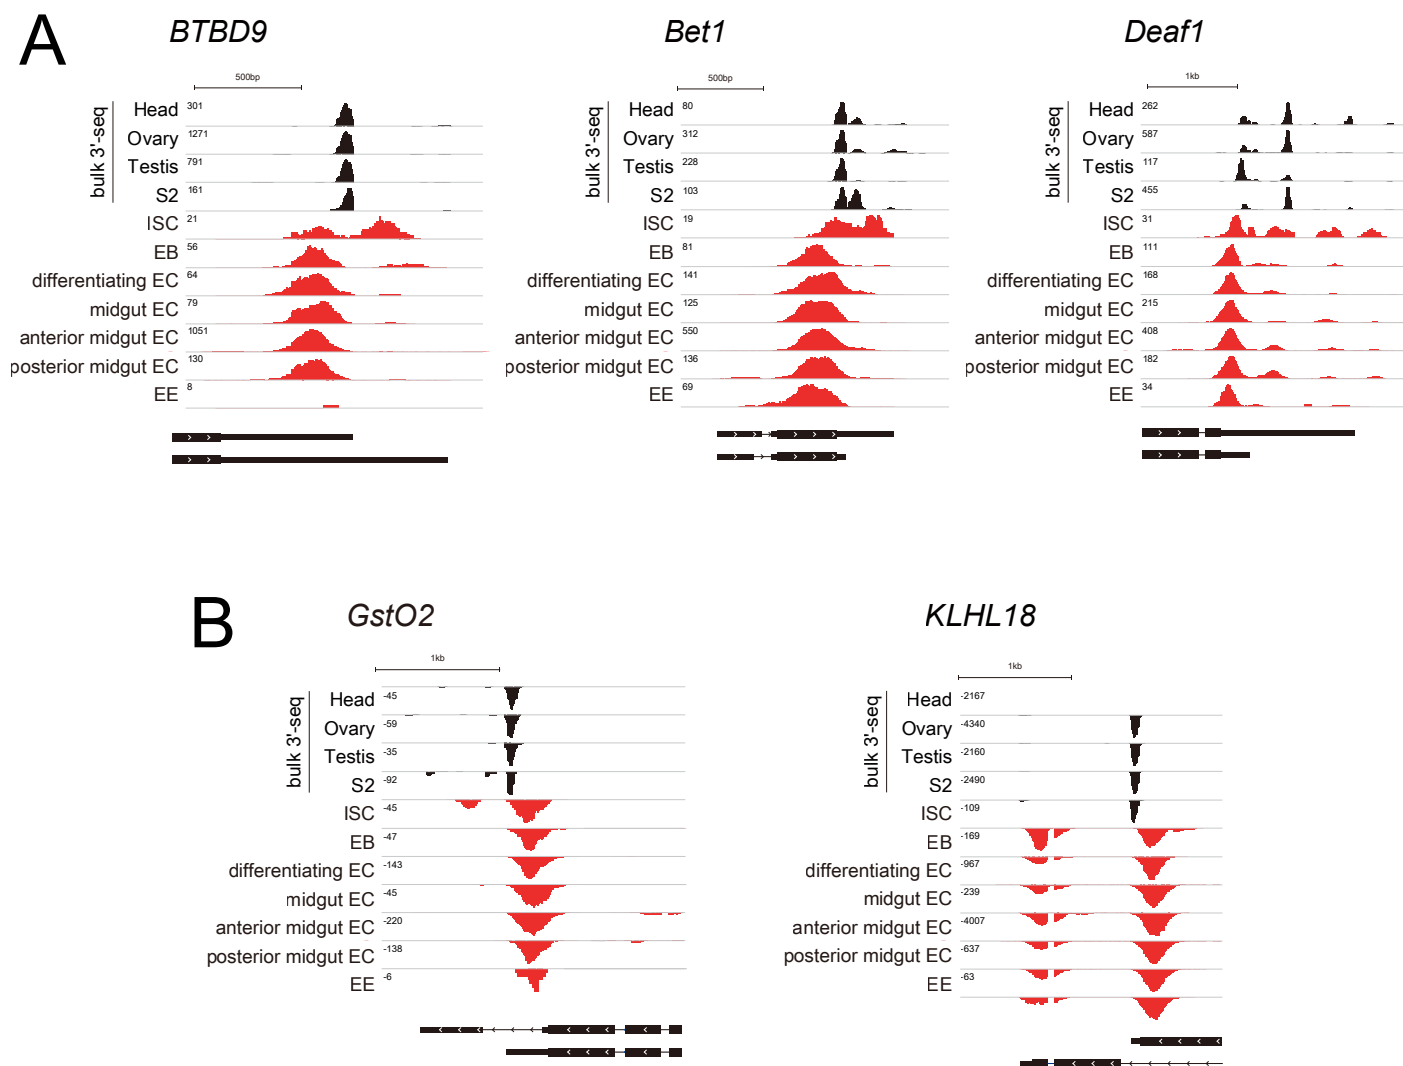 A
BTBD9
500bp
bulk 3'-seq
Head 301
Ovary 1271
Testis 791
S2 161
ISC 21
EB 56
differentiating EC 64
midgut EC 79
anterior midgut EC 1051
posterior midgut EC 130
EE 8
Bet1
500bp
bulk 3'-seq
Head 80
Ovary 312
Testis 228
S2 103
ISC 19
EB 81
differentiating EC 141
midgut EC 125
anterior midgut EC 550
posterior midgut EC 136
EE 69
Deaf1
1kb
bulk 3'-seq
Head 262
Ovary 587
Testis 117
S2 455
ISC 31
EB 111
differentiating EC 168
midgut EC 215
anterior midgut EC 408
posterior midgut EC 182
EE 34
B
GstO2
1kb
bulk 3'-seq
Head -45
Ovary -59
Testis -35
S2 -92
ISC -45
EB -47
differentiating EC -143
midgut EC -45
anterior midgut EC -220
posterior midgut EC -138
EE -6
KLHL18
1kb
bulk 3'-seq
Head -2167
Ovary -4340
Testis -2160
S2 -2490
ISC -109
EB -169
differentiating EC -967
midgut EC -239
anterior midgut EC -4007
posterior midgut EC -637
EE -63